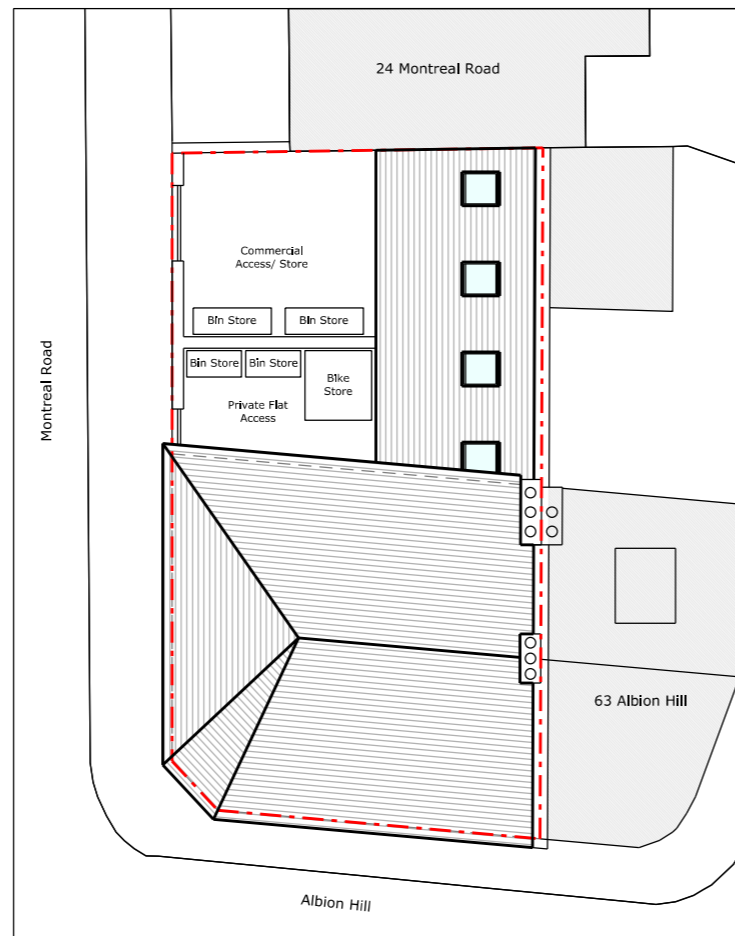 24 Montreal Road
Commercial
Access/ Store
Bin Store
Bin Store
Bin Store
Bin Store
Bike
Store
Private Flat
Access
Montreal Road
63 Albion Hill
Albion Hill